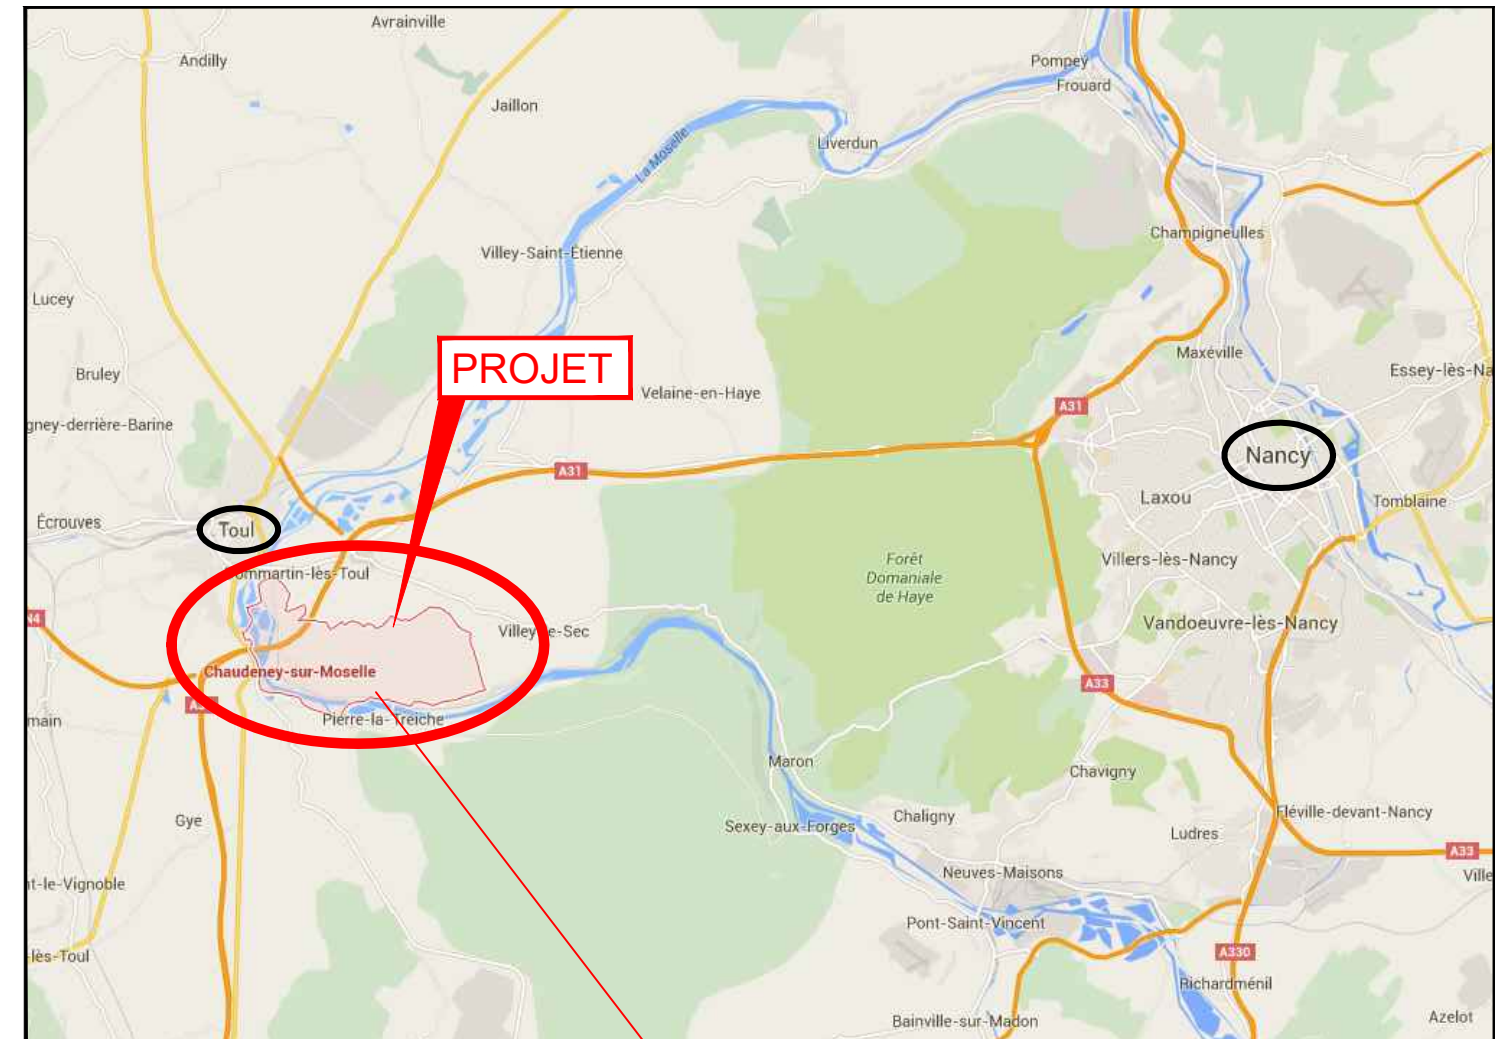 Avrainville
Andilly
Pompey
Frouard
Jaillon
Liverdun
La Moselle
Champigneulles
Villey-Saint-Étienne
Lucey
Maxéville
PROJET
Essey-lès-Na
Bruley
Velaine-en-Haye
A31
gney-derrière-Barine
Nancy
A31
Laxou
Tomblaine
Écrouves
Toul
Forêt
Domaniale
de Haye
Villers-lès-Nancy
Dommartin-lès-Toul
N4
Vandoeuvre-lès-Nancy
Villey-le-Sec
Chaudeney-sur-Moselle
A33
main
Pierre-la-Treiche
Maron
Chavigny
Gye
Sexey-aux-Forges
Chaligny
Fléville-devant-Nancy
Ludres
A33
Neuves-Maisons
Ville
nt-le-Vignoble
Pont-Saint-Vincent
lès-Toul
A330
Richardménil
Bainville-sur-Madon
Azelot